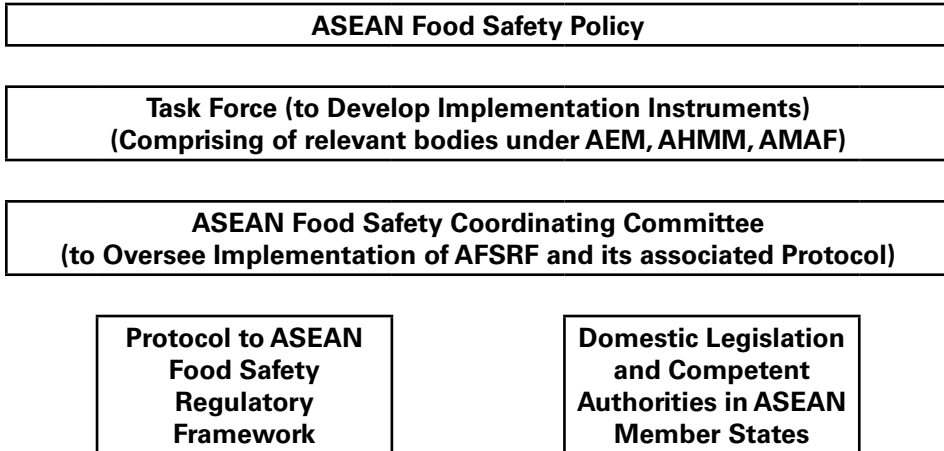 ASEAN Food Safety Policy
Task Force (to Develop Implementation Instruments)
(Comprising of relevant bodies under AEM, AHMM, AMAF)
ASEAN Food Safety Coordinating Committee
(to Oversee Implementation of AFSRF and its associated Protocol)
Protocol to ASEAN
Food Safety
Regulatory
Framework
Domestic Legislation
and Competent
Authorities in ASEAN
Member States